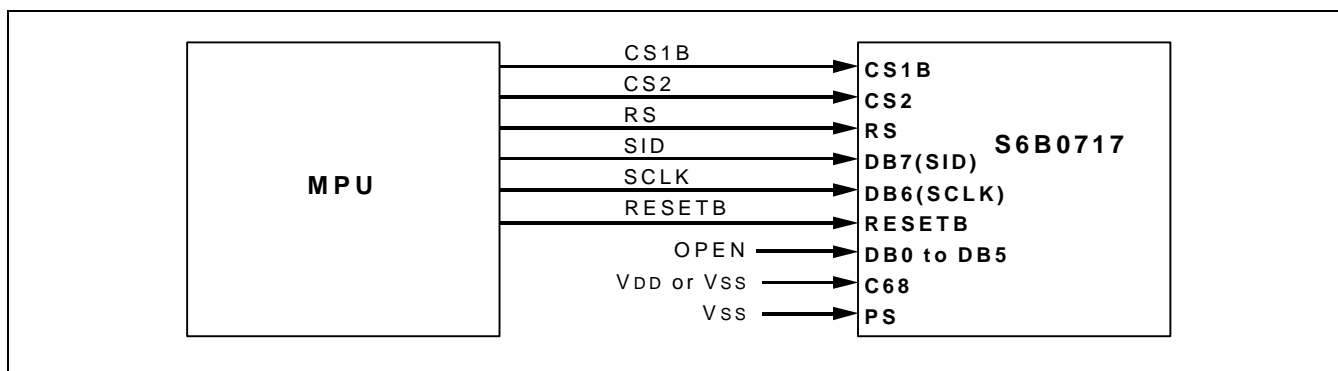 MPU
CS1B
CS2
RS
SID
SCLK
RESETB
OPEN
VDD or VSS
VSS
CS1B
CS2
RS
DB7(SID)
DB6(SCLK)
RESETB
DB0 to DB5
C68
PS
S6B0717